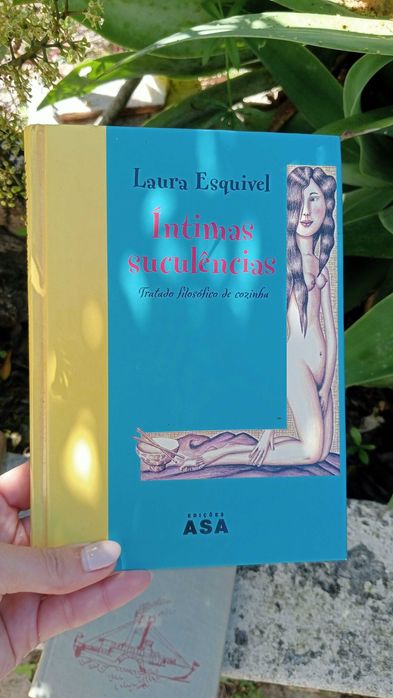 Laura Esquivel
Íntimas
suculências
Tratado filosófico de cozinha
EDIÇÕES
ASA